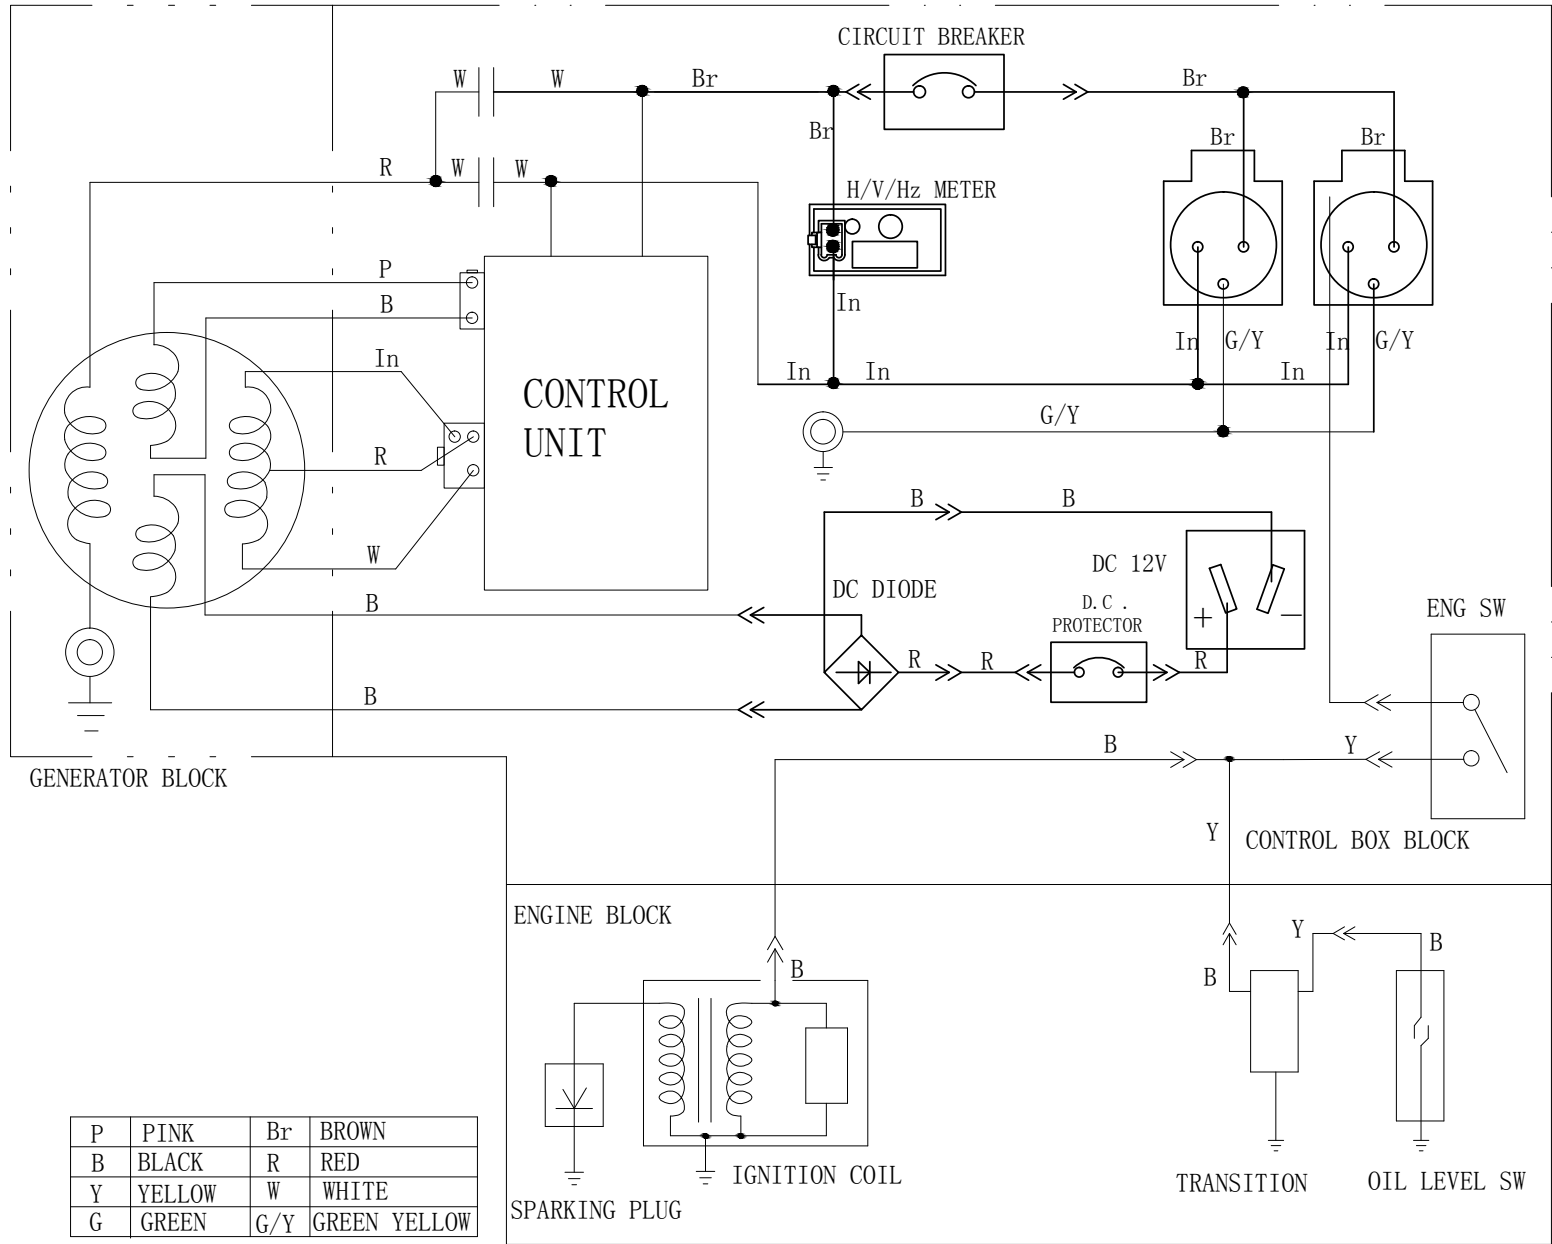 CIRCUIT BREAKER
W W Br Br
Br Br Br
R W W
H/V/Hz METER
P
B
In
In
CONTROL
UNIT
In G/Y In G/Y
In In In
G/Y
R
B B
W
DC 12V
DC DIODE
D.C .
PROTECTOR
B
+ −
ENG SW
R R R
B
B Y
GENERATOR BLOCK
Y
CONTROL BOX BLOCK
ENGINE BLOCK
Y B
B B
P PINK Br BROWN
B BLACK R RED
Y YELLOW W WHITE
G GREEN G/Y GREEN YELLOW
IGNITION COIL
SPARKING PLUG
TRANSITION
OIL LEVEL SW